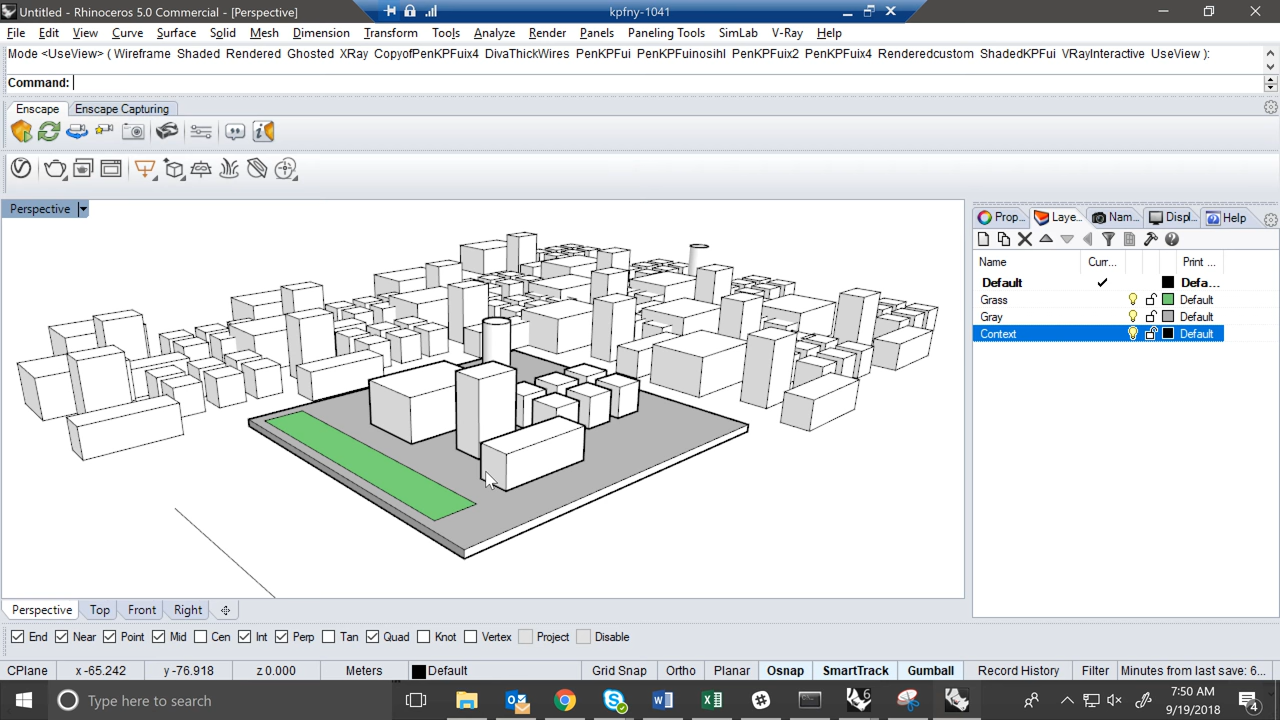 Untitled - Rhinoceros 5.0 Commercial - [Perspective]
kpfny-1041
File Edit View Curve Surface Solid Mesh Dimension Transform Tools Analyze Render Panels Paneling Tools SimLab V-Ray Help
Mode <UseView> ( Wireframe Shaded Rendered Ghosted XRay CopyofPenKPFuix4 DivaThickWires PenKPFui PenKPFuinosihl PenKPFuix2 PenKPFuix4 Renderedcustom ShadedKPFui VRayInteractive UseView ):
Command:
Enscape Enscape Capturing
Perspective
Prop... Laye... Nam... Displ... Help
Name Curr... Print ...
Default Defa...
Grass Default
Gray Default
Context Default
Perspective Top Front Right
End Near Point Mid Cen Int Perp Tan Quad Knot Vertex Project Disable
CPlane x -65.242 y -76.918 z 0.000 Meters Default Grid Snap Ortho Planar Osnap SmartTrack Gumball Record History Filter Minutes from last save: 6...
Type here to search
6
7:50 AM
9/19/2018
4